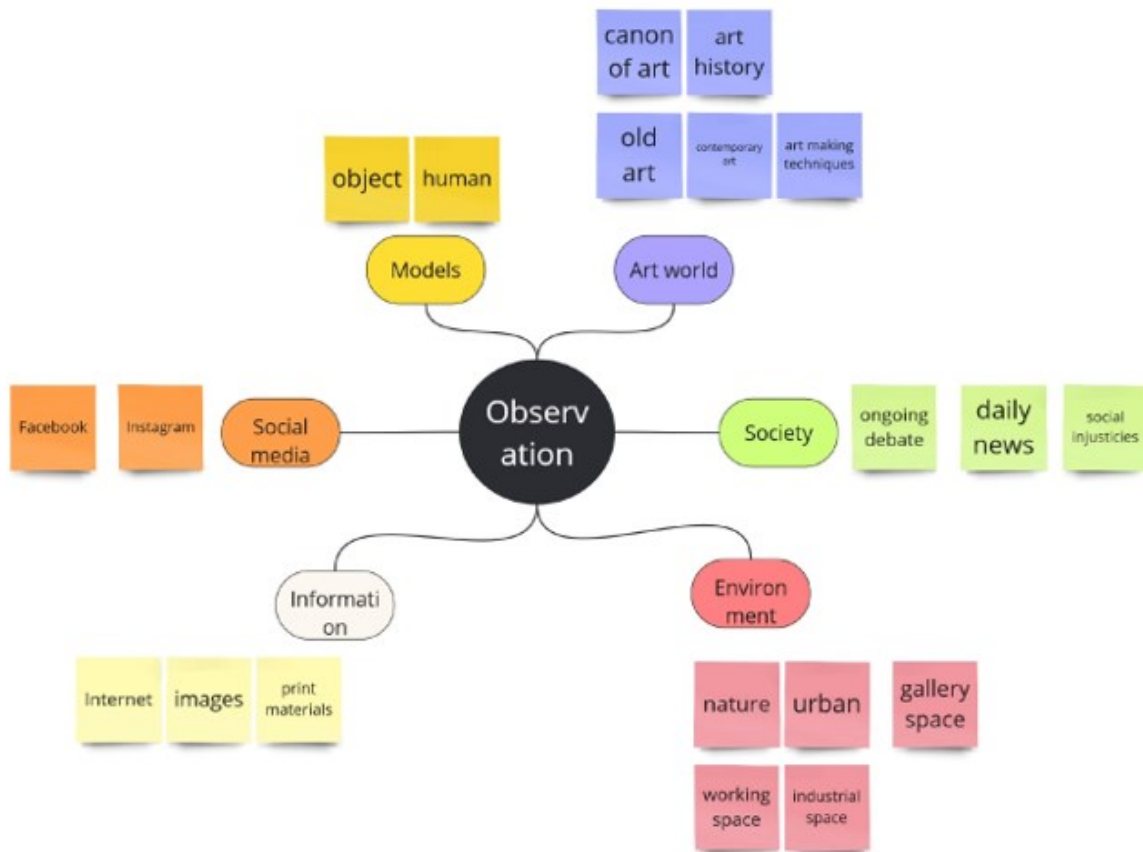 canon
of art
art
history
old
art
contemporary
art
art making
techniques
object
human
Models
Art world
Facebook
Instagram
Social
media
Observ
ation
Society
ongoing
debate
daily
news
social
injusticies
Informati
on
Environ
ment
Internet
images
print
materials
nature
urban
gallery
space
working
space
industrial
space